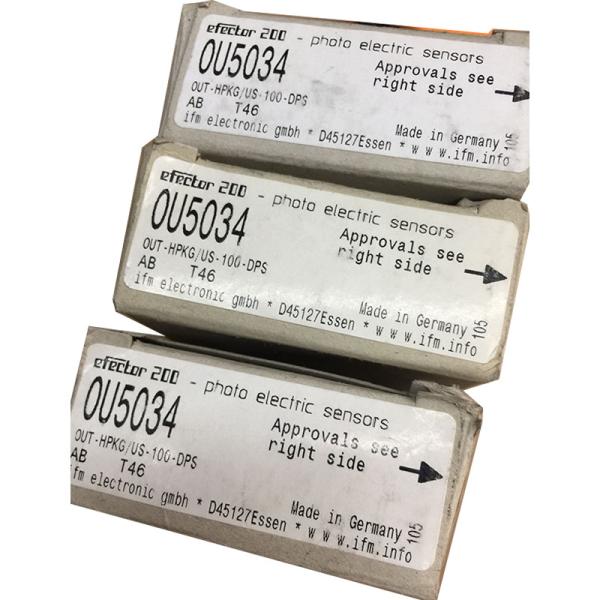 efector 200 - photo electric sensors
OU5034
Approvals see
right side
OUT-HPKG/US-100-DPS
AB T46
Made in Germany
ifm electronic gmbh * D45127Essen * www.ifm.info
105
efector 200 - photo electric sensors
OU5034
Approvals see
right side
OUT-HPKG/US-100-DPS
AB T46
Made in Germany
ifm electronic gmbh * D45127Essen * www.ifm.info
105
efector 200 - photo electric sensors
OU5034
Approvals see
right side
OUT-HPKG/US-100-DPS
AB T46
Made in Germany
ifm electronic gmbh * D45127Essen * www.ifm.info
105